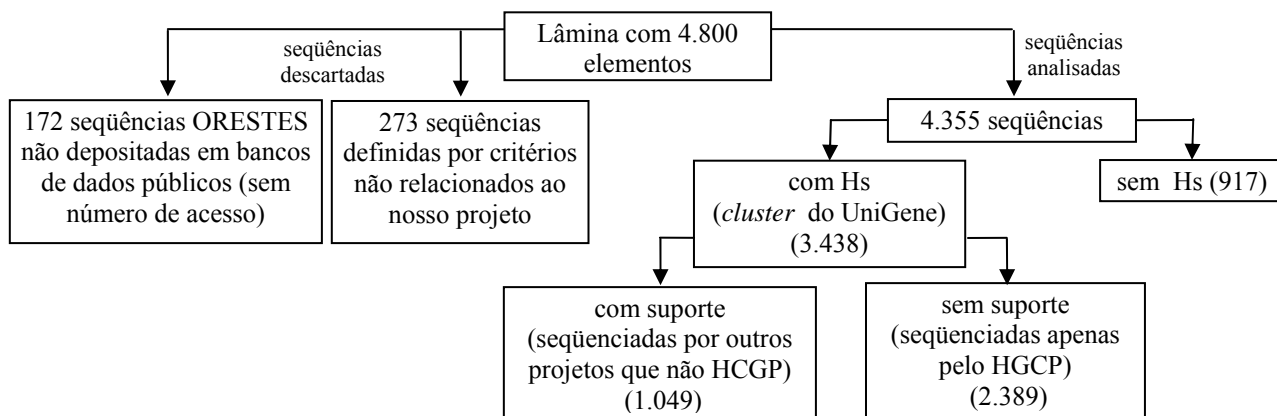 Lâmina com 4.800
elementos
seqüências
descartadas
seqüências
analisadas
172 seqüências ORESTES
não depositadas em bancos
de dados públicos (sem
número de acesso)
273 seqüências
definidas por critérios
não relacionados ao
nosso projeto
4.355 seqüências
com Hs
(cluster do UniGene)
(3.438)
sem Hs (917)
com suporte
(seqüenciadas por outros
projetos que não HCGP)
(1.049)
sem suporte
(seqüenciadas apenas
pelo HGCP)
(2.389)